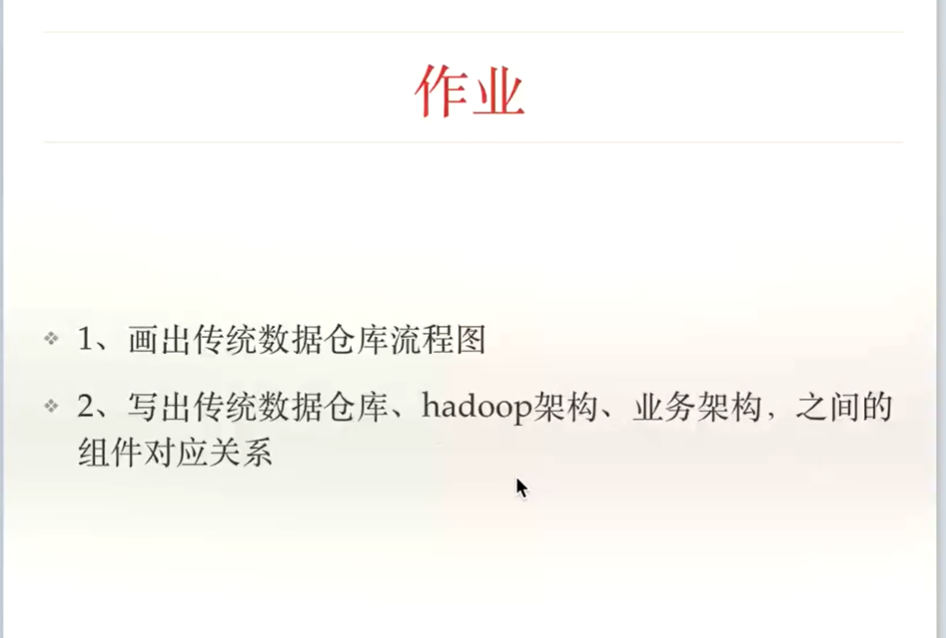 作业
1、画出传统数据仓库流程图
2、写出传统数据仓库、hadoop架构、业务架构，之间的
组件对应关系